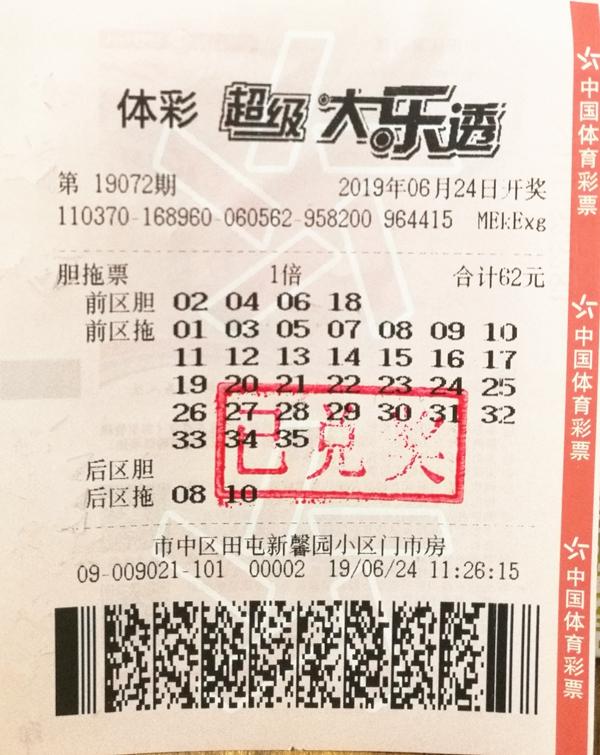 体彩 超级大乐透
第 19072期 2019年06月24日开奖
110370-168960-060562-958200 964415 MEkExg
胆拖票 1倍 合计62元
前区胆 02 04 06 18
前区拖 01 03 05 07 08 09 10
11 12 13 14 15 16 17
19 20 21 22 23 24 25
26 27 28 29 30 31 32
33 34 35
已兑奖
后区胆
后区拖 08 10
市中区田屯新馨园小区门市房
09-009021-101 00002 19/06/24 11:26:15
中国体育彩票
中国体育彩票
中国体育彩票